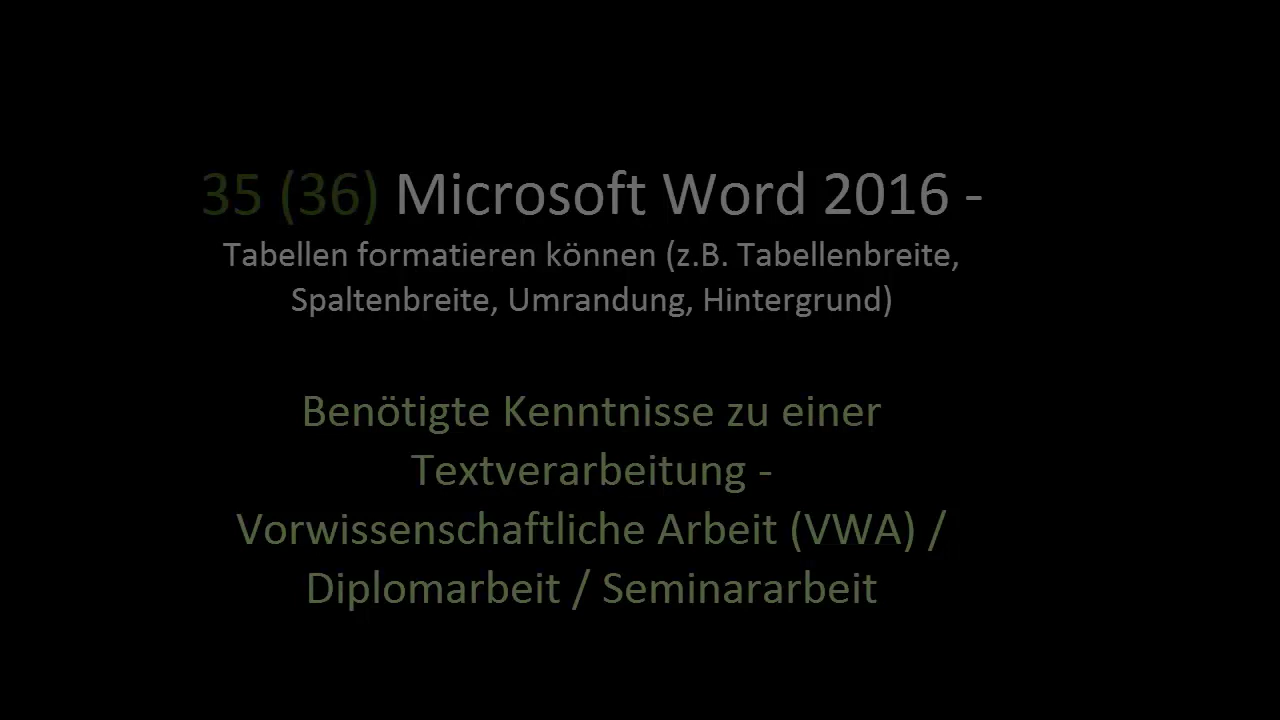 35 (36) Microsoft Word 2016 -
Tabellen formatieren können (z.B. Tabellenbreite,
Spaltenbreite, Umrandung, Hintergrund)
Benötigte Kenntnisse zu einer
Textverarbeitung -
Vorwissenschaftliche Arbeit (VWA) /
Diplomarbeit / Seminararbeit